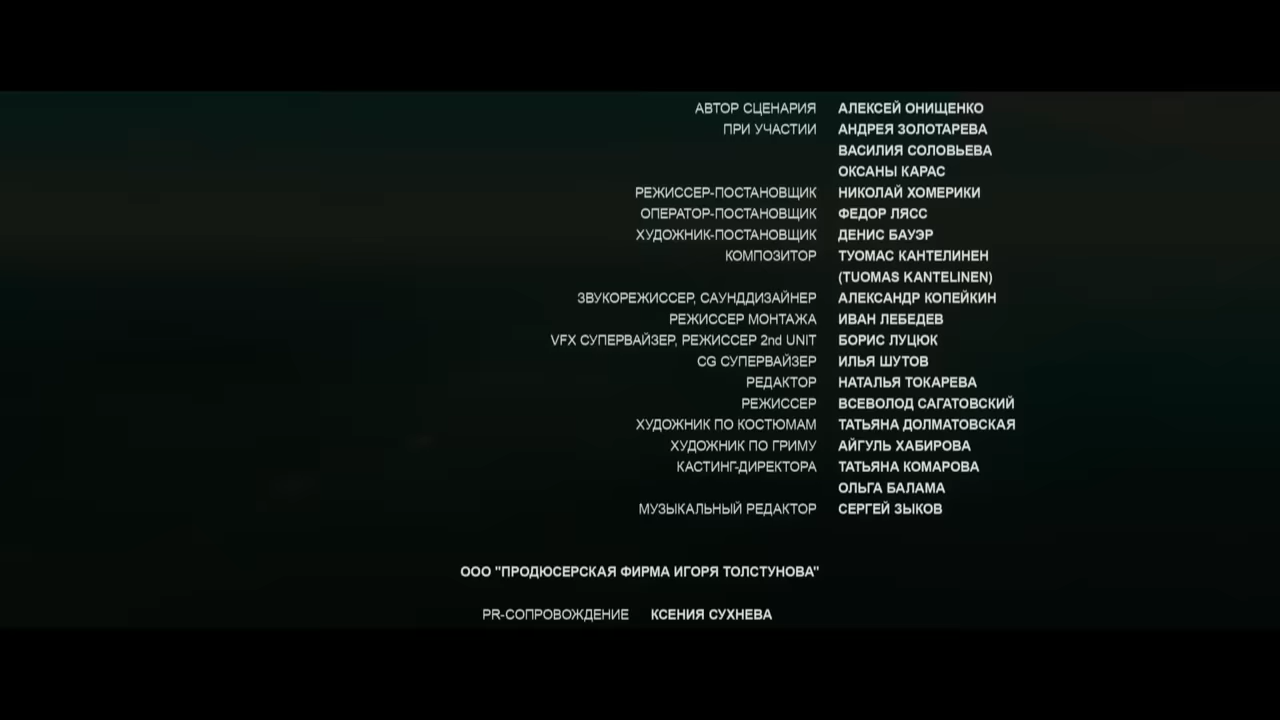 АВТОР СЦЕНАРИЯ АЛЕКСЕЙ ОНИЩЕНКО
ПРИ УЧАСТИИ АНДРЕЯ ЗОЛОТАРЕВА
ВАСИЛИЯ СОЛОВЬЕВА
ОКСАНЫ КАРАС
РЕЖИССЕР-ПОСТАНОВЩИК НИКОЛАЙ ХОМЕРИКИ
ОПЕРАТОР-ПОСТАНОВЩИК ФЕДОР ЛЯСС
ХУДОЖНИК-ПОСТАНОВЩИК ДЕНИС БАУЭР
КОМПОЗИТОР ТУОМАС КАНТЕЛИНЕН
(TUOMAS KANTELINEN)
ЗВУКОРЕЖИССЕР, САУНДДИЗАЙНЕР АЛЕКСАНДР КОПЕЙКИН
РЕЖИССЕР МОНТАЖА ИВАН ЛЕБЕДЕВ
VFX СУПЕРВАЙЗЕР, РЕЖИССЕР 2nd UNIT БОРИС ЛУЦЮК
CG СУПЕРВАЙЗЕР ИЛЬЯ ШУТОВ
РЕДАКТОР НАТАЛЬЯ ТОКАРЕВА
РЕЖИССЕР ВСЕВОЛОД САГАТОВСКИЙ
ХУДОЖНИК ПО КОСТЮМАМ ТАТЬЯНА ДОЛМАТОВСКАЯ
ХУДОЖНИК ПО ГРИМУ АЙГУЛЬ ХАБИРОВА
КАСТИНГ-ДИРЕКТОРА ТАТЬЯНА КОМАРОВА
ОЛЬГА БАЛАМА
МУЗЫКАЛЬНЫЙ РЕДАКТОР СЕРГЕЙ ЗЫКОВ
ООО "ПРОДЮСЕРСКАЯ ФИРМА ИГОРЯ ТОЛСТУНОВА"
PR-СОПРОВОЖДЕНИЕ КСЕНИЯ СУХНЕВА